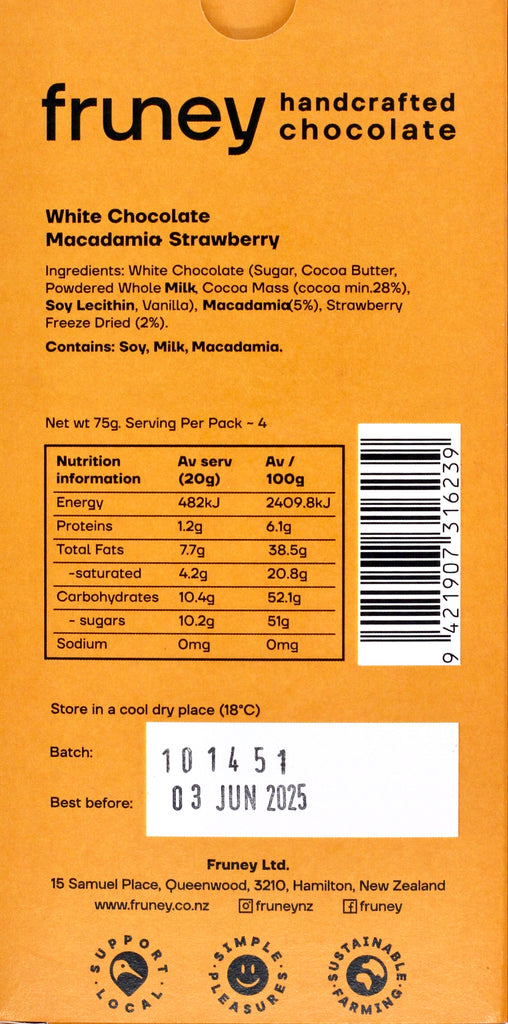 fruney handcrafted
chocolate
White Chocolate
Macadamia Strawberry
Ingredients: White Chocolate (Sugar, Cocoa Butter,
Powdered Whole Milk, Cocoa Mass (cocoa min.28%),
Soy Lecithin, Vanilla), Macadamia(5%), Strawberry
Freeze Dried (2%).
Contains: Soy, Milk, Macadamia.
Net wt 75g. Serving Per Pack ~ 4
Nutrition information Av serv (20g) Av / 100g
Energy 482kJ 2409.8kJ
Proteins 1.2g 6.1g
Total Fats 7.7g 38.5g
-saturated 4.2g 20.8g
Carbohydrates 10.4g 52.1g
- sugars 10.2g 51g
Sodium 0mg 0mg
9 421907 316239
Store in a cool dry place (18°C)
Batch: 101451
Best before: 03 JUN 2025
Fruney Ltd.
15 Samuel Place, Queenwood, 3210, Hamilton, New Zealand
www.fruney.co.nz fruneynz fruney
SUPPORT · LOCAL ·
SIMPLE · PLEASURES ·
SUSTAINABLE · FARMING ·